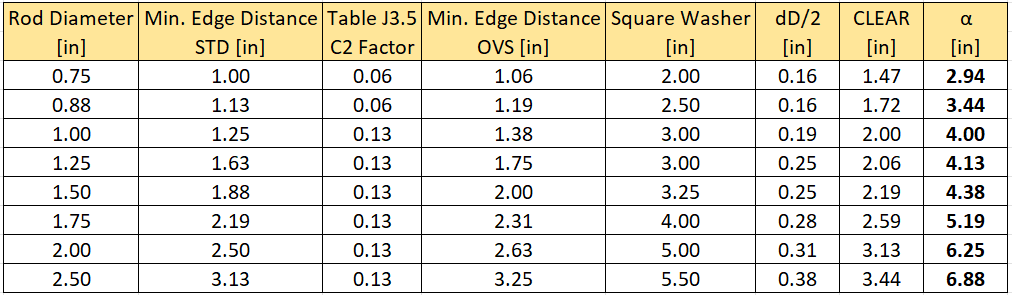 Rod Diameter Min. Edge Distance Table J3.5 Min. Edge Distance Square Washer dD/2 CLEAR α
[in] STD [in] C2 Factor OVS [in] [in] [in] [in] [in]
0.75 1.00 0.06 1.06 2.00 0.16 1.47 2.94
0.88 1.13 0.06 1.19 2.50 0.16 1.72 3.44
1.00 1.25 0.13 1.38 3.00 0.19 2.00 4.00
1.25 1.63 0.13 1.75 3.00 0.25 2.06 4.13
1.50 1.88 0.13 2.00 3.25 0.25 2.19 4.38
1.75 2.19 0.13 2.31 4.00 0.28 2.59 5.19
2.00 2.50 0.13 2.63 5.00 0.31 3.13 6.25
2.50 3.13 0.13 3.25 5.50 0.38 3.44 6.88